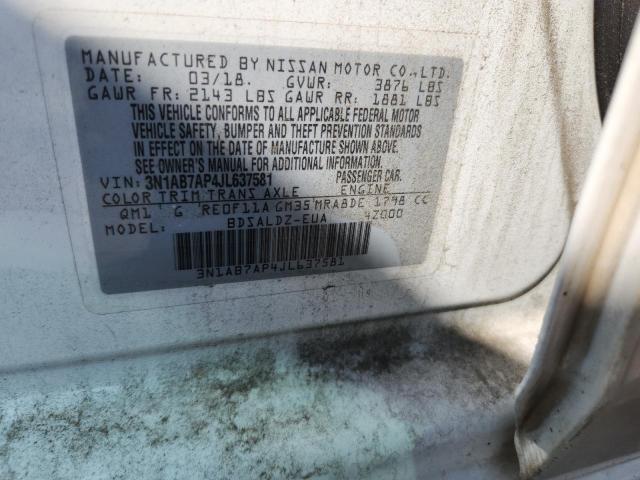 MANUFACTURED BY NISSAN MOTOR CO., LTD.
DATE: 03/18. GVWR: 3876 LBS
GAWR FR: 2143 LBS GAWR RR: 1881 LBS
THIS VEHICLE CONFORMS TO ALL APPLICABLE FEDERAL MOTOR
VEHICLE SAFETY, BUMPER AND THEFT PREVENTION STANDARDS
IN EFFECT ON THE DATE OF MANUFACTURE SHOWN ABOVE.
SEE OWNER'S MANUAL FOR ADDITIONAL INFORMATION.
VIN: 3N1AB7AP4JL637581 PASSENGER CAR.
COLOR TRIM TRANS AXLE ENGINE
QM1 G RE0F11A GM35 MRA8DE 1798 CC
MODEL: BDSALDZ-EUA 4Z000
3N1AB7AP4JL637581